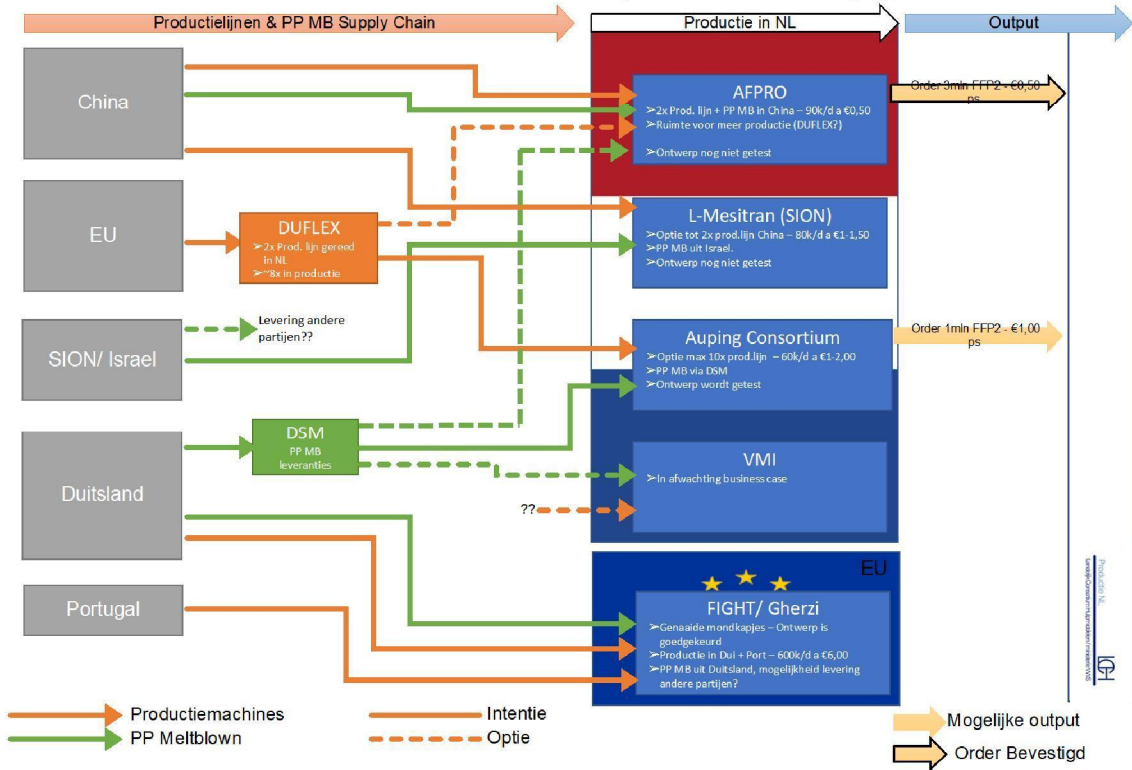 Productielijnen & PP MB Supply Chain
Productie in NL
Output
China
EU
SION/ Israel
Duitsland
Portugal
DUFLEX
➢2x Prod. lijn gereed
in NL
➢~8x in productie
Levering andere
partijen??
DSM
PP MB
leveranties
??
AFPRO
➢2x Prod. lijn + PP MB in China – 90k/d a €0,50
➢Ruimte voor meer productie (DUFLEX?)
➢Ontwerp nog niet getest
L-Mesitran (SION)
➢Optie tot 2x prod.lijn China – 80k/d a €1-1,50
➢PP MB uit Israel.
➢Ontwerp nog niet getest
Auping Consortium
➢Optie max 10x prod.lijn – 60k/d a €1-2,00
➢PP MB via DSM
➢Ontwerp wordt getest
VMI
➢In afwachting business case
EU
FIGHT/ Gherzi
➢Genaaide mondkapjes – Ontwerp is
goedgekeurd
➢Productie in Dui + Port – 600k/d a €6,00
➢PP MB uit Duitsland, mogelijkheid levering
andere partijen?
Order 3mln FFP2 - €0,50
ps
Order 1mln FFP2 - €1,00
ps
Productie NL
LCH
Productiemachines
PP Meltblown
Intentie
Optie
Mogelijke output
Order Bevestigd